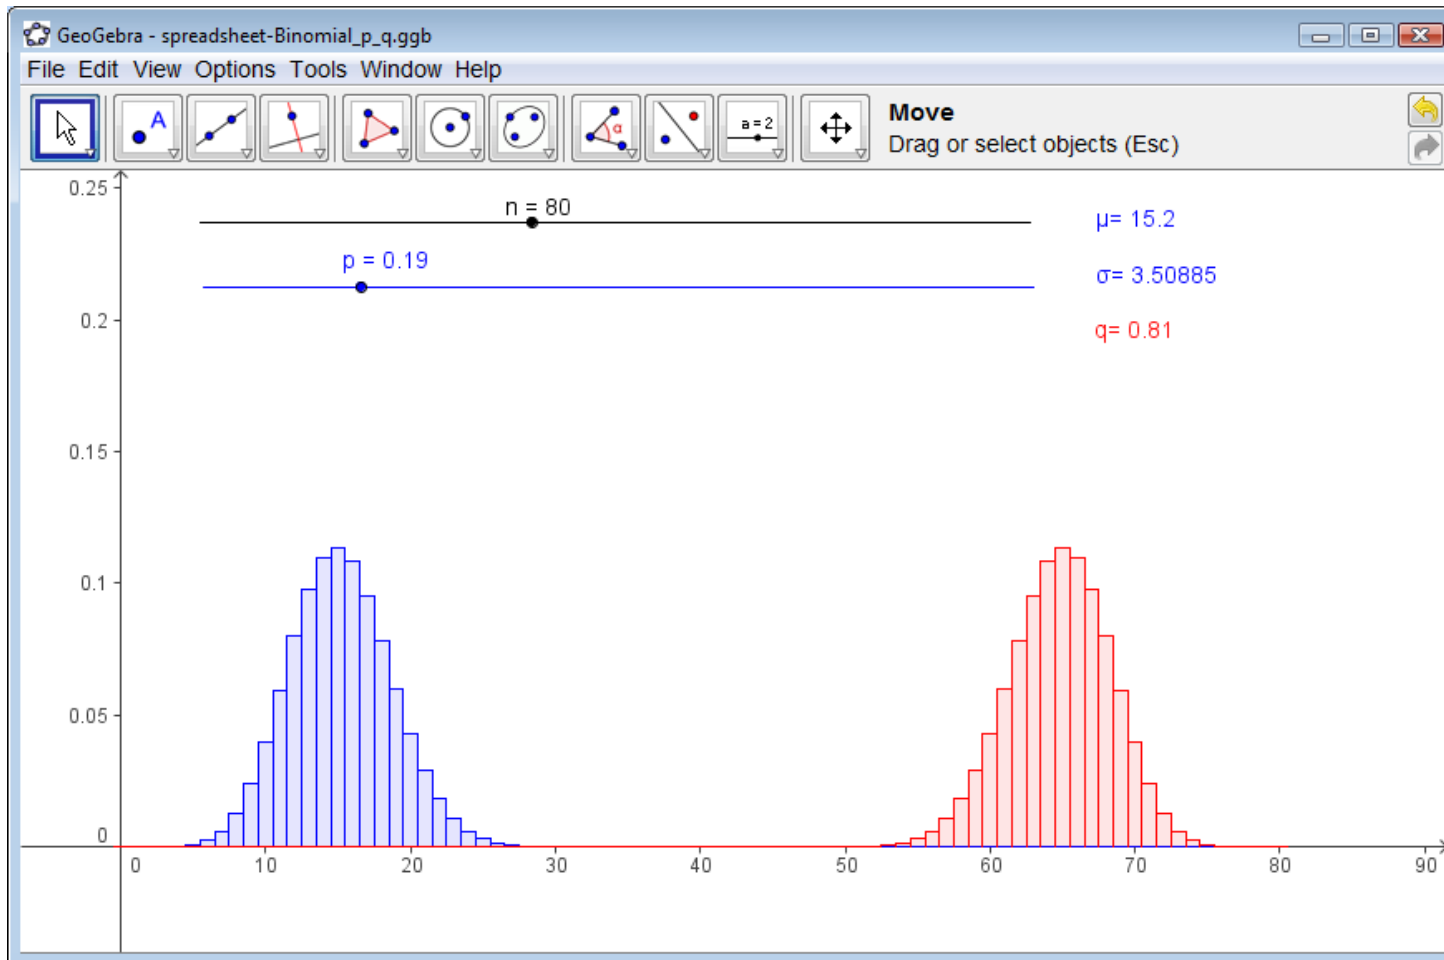 GeoGebra - spreadsheet-Binomial_p_q.ggb
File Edit View Options Tools Window Help
A
α
a = 2
Move
Drag or select objects (Esc)
0.25
n = 80
μ= 15.2
p = 0.19
σ= 3.50885
0.2
q= 0.81
0.15
0.1
0.05
0
0 10 20 30 40 50 60 70 80 90